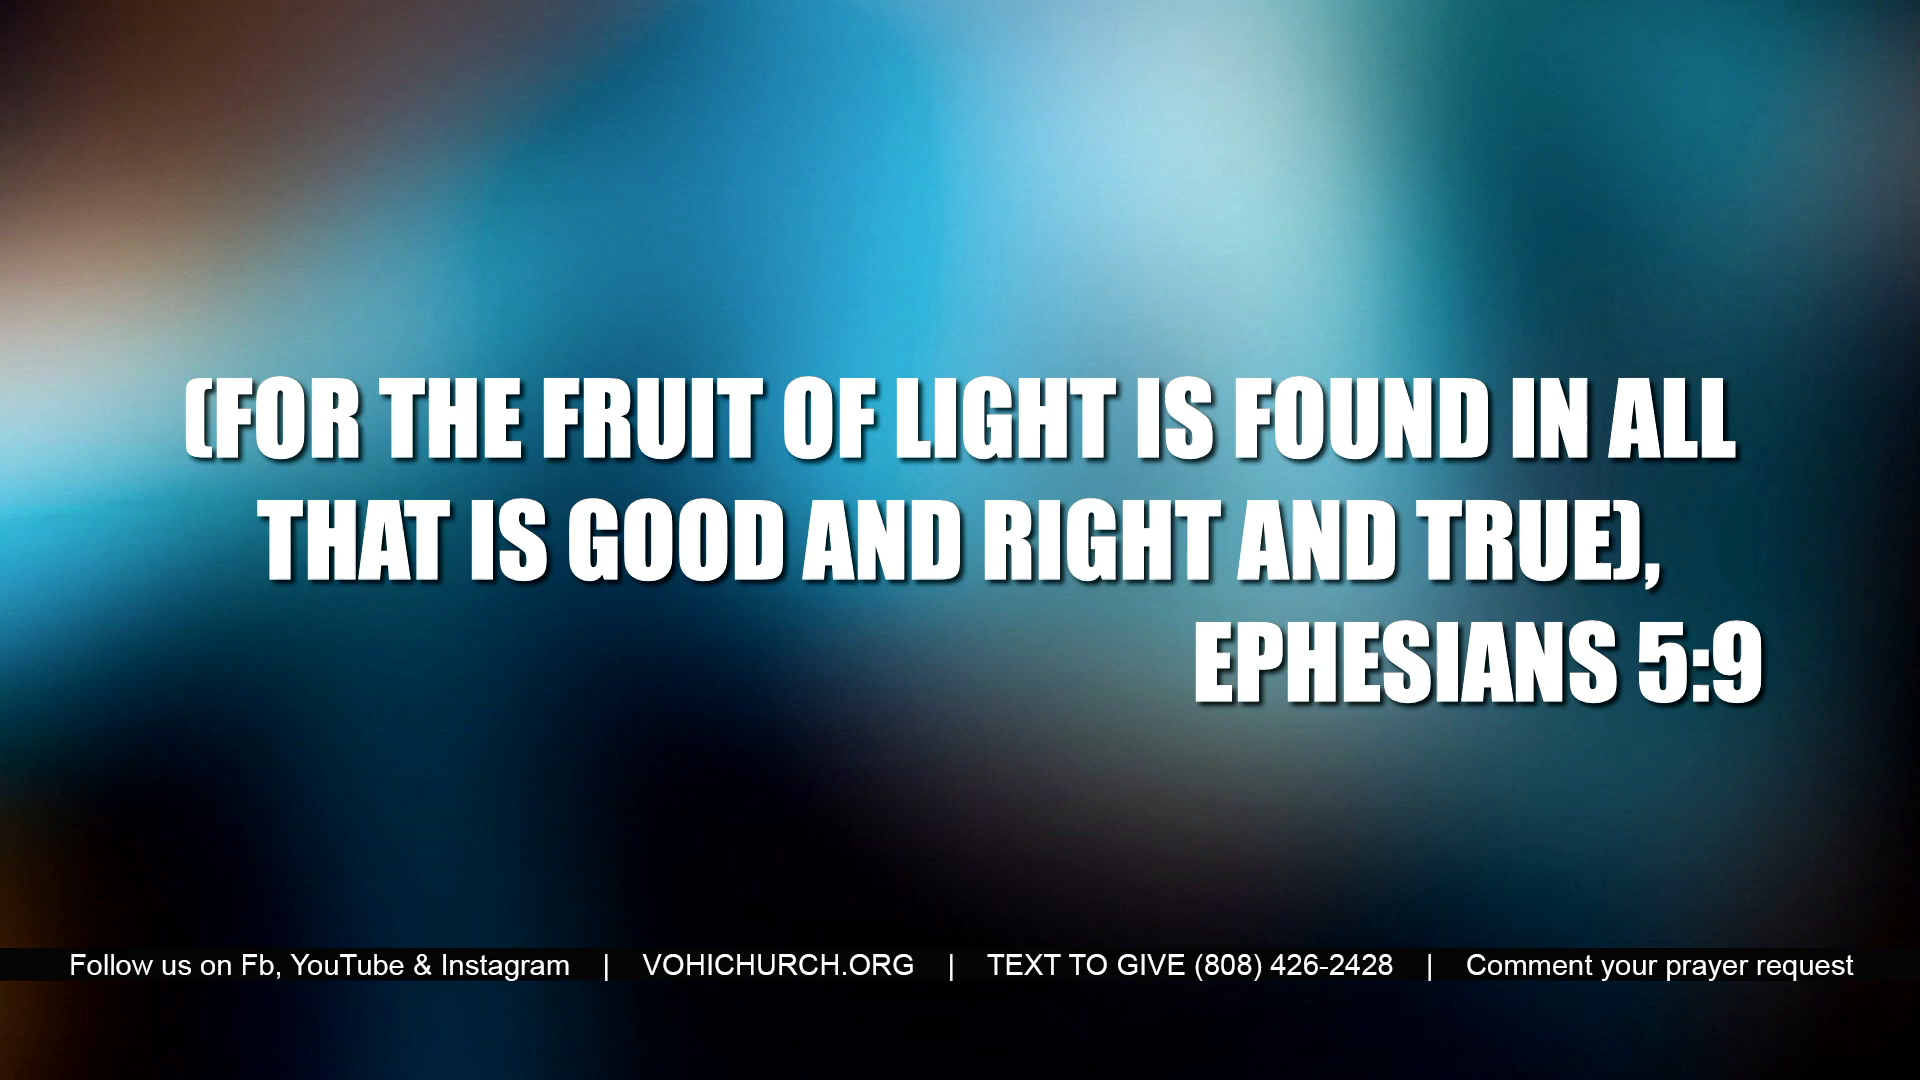 (FOR THE FRUIT OF LIGHT IS FOUND IN ALL
THAT IS GOOD AND RIGHT AND TRUE),
EPHESIANS 5:9
Follow us on Fb, YouTube & Instagram | VOHICHURCH.ORG | TEXT TO GIVE (808) 426-2428 | Comment your prayer request